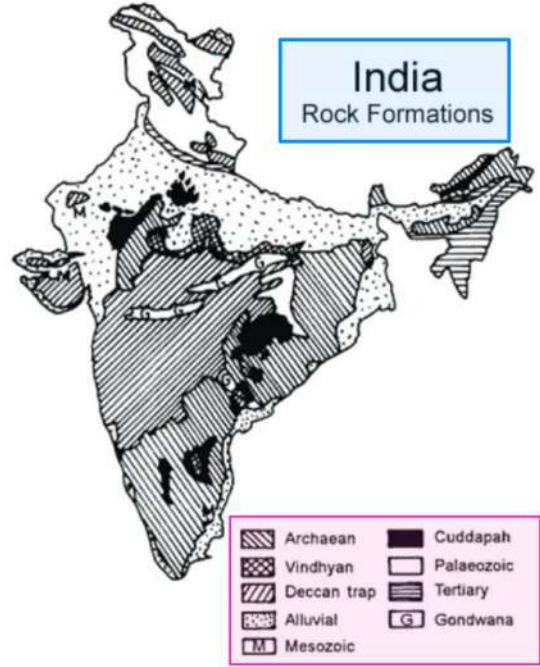 India
Rock Formations
M
M
M
M
G
G
G
M
Archaean
Cuddapah
Vindhyan
Palaeozoic
Deccan trap
Tertiary
Alluvial
G Gondwana
M Mesozoic